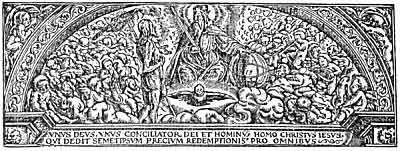 VNVS DEVS, VNVS CONCILIATOR DEI ET HOMINVM HOMO CHRISTVS IESVS,
QVI DEDIT SEMETIPSVM PRECIVM REDEMPTIONIS PRO OMNIBVS